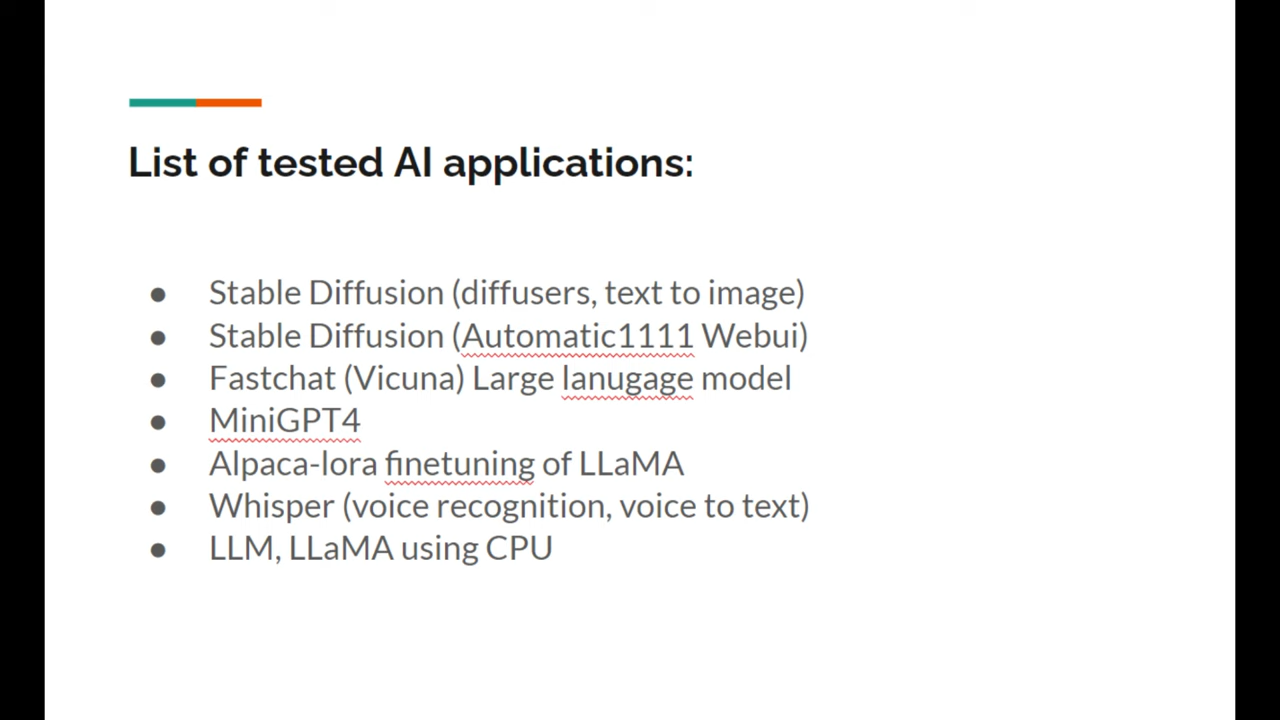 List of tested AI applications:
● Stable Diffusion (diffusers, text to image)
● Stable Diffusion (Automatic1111 Webui)
● Fastchat (Vicuna) Large lanugage model
● MiniGPT4
● Alpaca-lora finetuning of LLaMA
● Whisper (voice recognition, voice to text)
● LLM, LLaMA using CPU